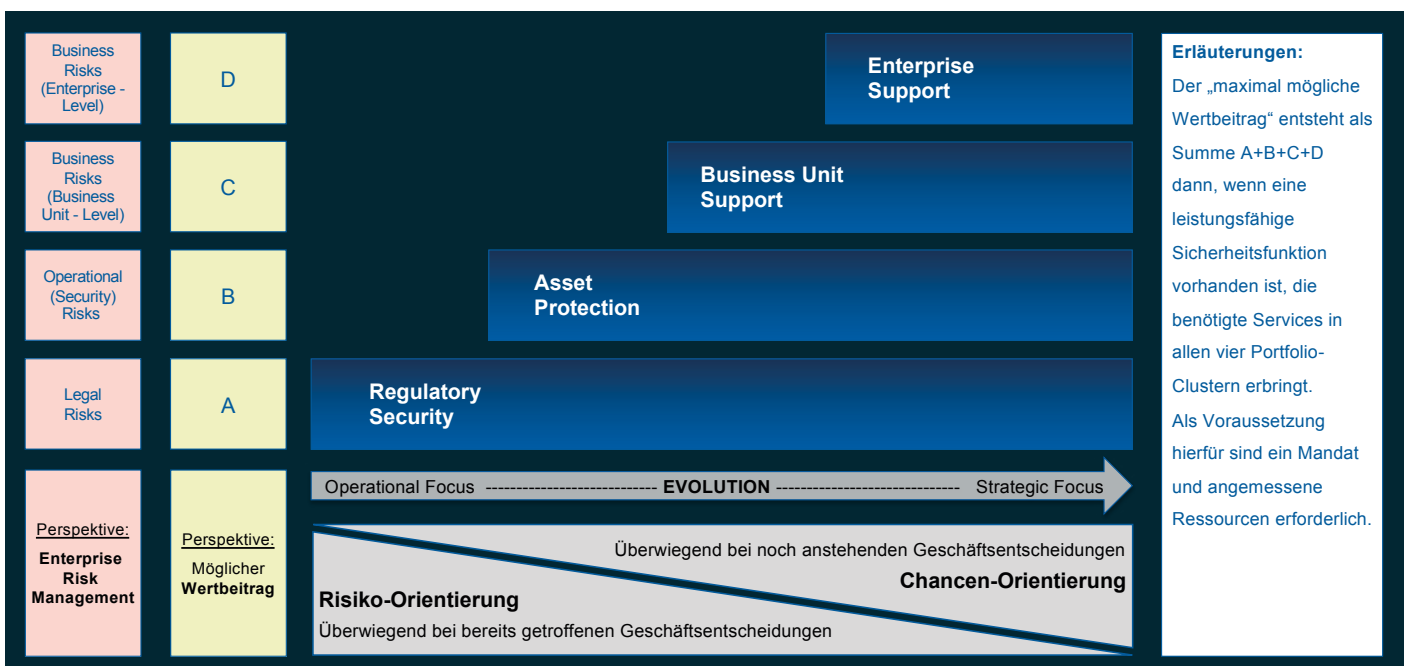 Business
Risks
(Enterprise -
Level)
D
Enterprise
Support
Business
Risks
(Business
Unit - Level)
C
Business Unit
Support
Operational
(Security)
Risks
B
Asset
Protection
Legal
Risks
A
Regulatory
Security
Perspektive:
Enterprise
Risk
Management
Perspektive:
Möglicher
Wertbeitrag
Operational Focus --------------------------- EVOLUTION ----------------------------- Strategic Focus
Überwiegend bei noch anstehenden Geschäftsentscheidungen
Chancen-Orientierung
Risiko-Orientierung
Überwiegend bei bereits getroffenen Geschäftsentscheidungen
Erläuterungen:
Der „maximal mögliche
Wertbeitrag“ entsteht als
Summe A+B+C+D
dann, wenn eine
leistungsfähige
Sicherheitsfunktion
vorhanden ist, die
benötigte Services in
allen vier Portfolio-
Clustern erbringt.
Als Voraussetzung
hierfür sind ein Mandat
und angemessene
Ressourcen erforderlich.